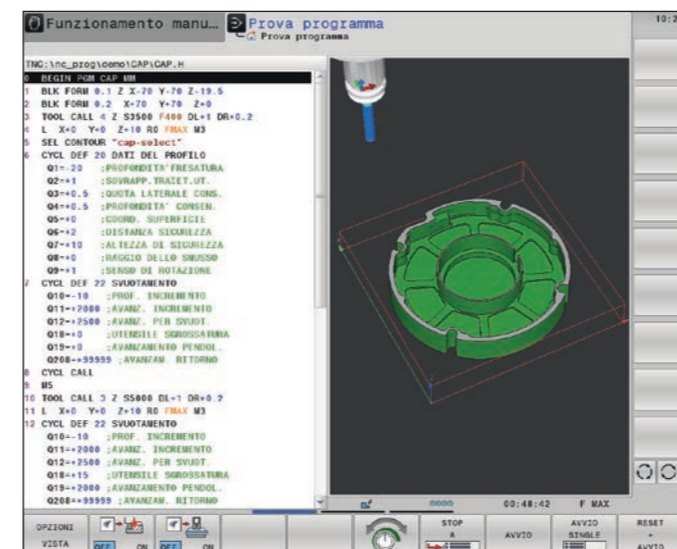 Funzionamento manu…
Prova programma
Prova programma
TNC:\nc_prog\demo\CAP\CAP.H
0 BEGIN PGM CAP MM
1 BLK FORM 0.1 Z X-70 Y-70 Z-19.5
2 BLK FORM 0.2 X+70 Y+70 Z+0
3 TOOL CALL 4 Z S3500 F400 DL+1 DR+0.2
4 L X+0 Y+0 Z+10 R0 FMAX M3
5 SEL CONTOUR "cap-select"
6 CYCL DEF 20 DATI DEL PROFILO
Q1=-20 ;PROFONDITA'FRESATURA
Q2=+1 ;SOVRAPP.TRAIET.UT.
Q3=+0.5 ;QUOTA LATERALE CONS.
Q4=+0.5 ;PROFONDITA' CONSEN.
Q5=+0 ;COORD. SUPERFICIE
Q6=+2 ;DISTANZA SICUREZZA
Q7=+10 ;ALTEZZA DI SICUREZZA
Q8=+0 ;RAGGIO DELLO SMUSSO
Q9=+1 ;SENSO DI ROTAZIONE
7 CYCL DEF 22 SVUOTAMENTO
Q10=-10 ;PROF. INCREMENTO
Q11=+2000 ;AVANZ. INCREMENTO
Q12=+2500 ;AVANZ. PER SVUOT.
Q18=+0 ;UTENSILE SGROSSATURA
Q19=+0 ;AVANZAMENTO PENDOL.
Q208=+99999 ;AVANZAM. RITORNO
8 CYCL CALL
9 M5
10 TOOL CALL 3 Z S5000 DL+1 DR+0.2
11 L X+0 Y+0 Z+10 R0 FMAX M3
12 CYCL DEF 22 SVUOTAMENTO
Q10=-10 ;PROF. INCREMENTO
Q11=+2000 ;AVANZ. INCREMENTO
Q12=+2500 ;AVANZ. PER SVUOT.
Q18=+15 ;UTENSILE SGROSSATURA
Q19=+2000 ;AVANZAMENTO PENDOL.
Q208=+99999 ;AVANZAM. RITORNO
00:48:42 F MAX
OPZIONI
VISTA
OFF ON
OFF ON
STOP
A
AVVIO
AVVIO
SINGLE
RESET
+
AVVIO